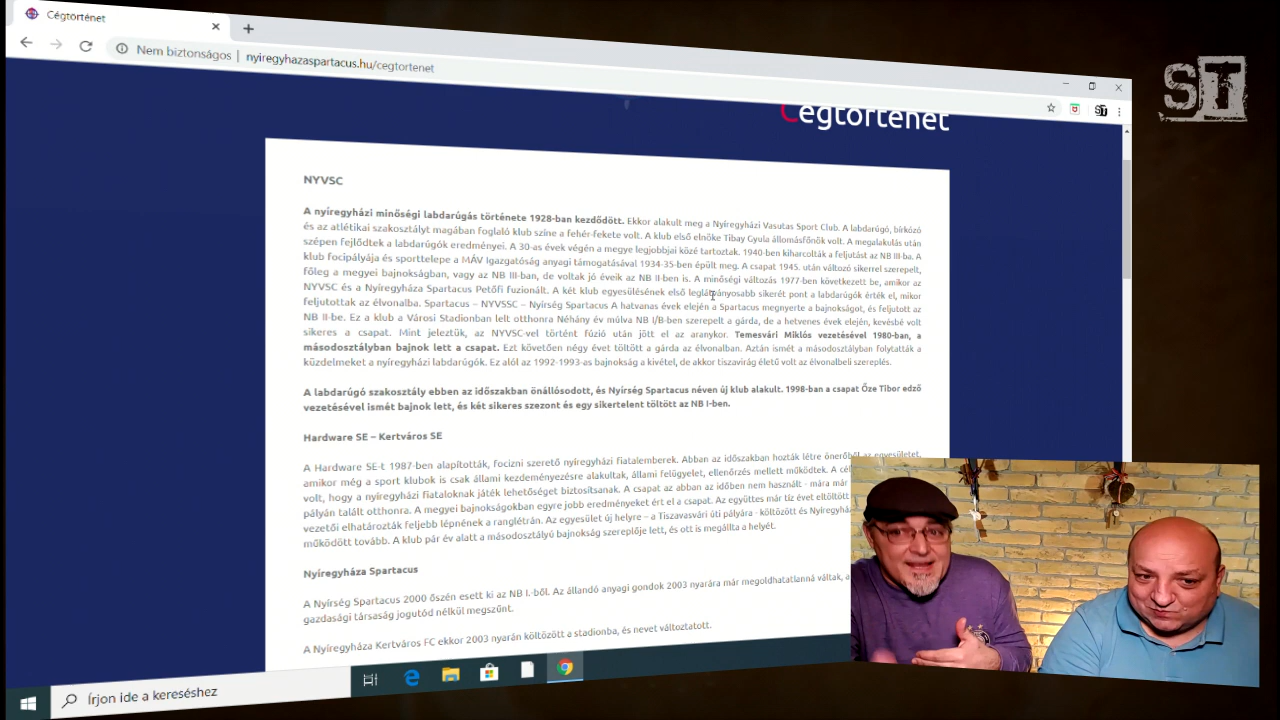 Cégtörténet
Nem biztonságos | nyiregyhazaspartacus.hu/cegtortenet
ST
ST
Cégtörténet
NYVSC
A nyíregyházi minőségi labdarúgás története 1928-ban kezdődött. Ekkor alakult meg a Nyíregyházi Vasutas Sport Club. A labdarúgó, birkózó
és az atlétikai szakosztályt magában foglaló klub színe a fehér-fekete volt. A klub első elnöke Tibay Gyula állomásfőnök volt. A megalakulás után
szépen fejlődtek a labdarúgók eredményei. A 30-as évek végén a megye legjobbjai közé tartoztak. 1940-ben kiharcolták a feljutást az NB III-ba. A
klub focipályája és sporttelepe a MÁV Igazgatóság anyagi támogatásával 1934-35-ben épült meg. A csapat 1945. után változó sikerrel szerepelt,
főleg a megyei bajnokságban, vagy az NB III-ban, de voltak jó éveik az NB II-ben is. A minőségi változás 1977-ben következett be, amikor az
NYVSC és a Nyíregyháza Spartacus Petőfi fuzionált. A két klub egyesülésének első leglátványosabb sikerét pont a labdarúgók érték el, mikor
feljutottak az élvonalba. Spartacus – NYVSSC – Nyírség Spartacus A hatvanas évek elején a Spartacus megnyerte a bajnokságot, és feljutott az
NB II-be. Ez a klub a Városi Stadionban lelt otthonra Néhány év múlva NB I/B-ben szerepelt a gárda, de a hetvenes évek elején, kevésbé volt
sikeres a csapat. Mint jeleztük, az NYVSC-vel történt fúzió után jött el az aranykor. Temesvári Miklós vezetésével 1980-ban, a
másodosztályban bajnok lett a csapat. Ezt követően négy évet töltött a gárda az élvonalban. Aztán ismét a másodosztályban folytatták a
küzdelmeket a nyíregyházi labdarúgók. Ez alól az 1992-1993-as bajnokság a kivétel, de akkor tiszavirág életű volt az élvonalbeli szereplés.
A labdarúgó szakosztály ebben az időszakban önállósodott, és Nyírség Spartacus néven új klub alakult. 1998-ban a csapat Őze Tibor edző
vezetésével ismét bajnok lett, és két sikeres szezont és egy sikertelent töltött az NB I-ben.
Hardware SE – Kertváros SE
A Hardware SE-t 1987-ben alapították, focizni szerető nyíregyházi fiatalemberek. Abban az időszakban hozták létre önerőből az egyesületet,
amikor még a sport klubok is csak állami kezdeményezésre alakultak, állami felügyelet, ellenőrzés mellett működtek. A cél
volt, hogy a nyíregyházi fiataloknak játék lehetőséget biztosítsanak. A csapat az abban az időben nem használt - mára már
pályán talált otthonra. A megyei bajnokságokban egyre jobb eredményeket ért el a csapat. Az együttes már tíz évet eltöltött
vezetői elhatározták feljebb lépnének a ranglétrán. Az egyesület új helyre – a Tiszavasvári úti pályára - költözött és Nyíregyház
működött tovább. A klub pár év alatt a másodosztályú bajnokság szereplője lett, és ott is megállta a helyét.
Nyíregyháza Spartacus
A Nyírség Spartacus 2000 őszén esett ki az NB I.-ből. Az állandó anyagi gondok 2003 nyarára már megoldhatatlanná váltak, a
gazdasági társaság jogutód nélkül megszűnt.
A Nyíregyháza Kertváros FC ekkor 2003 nyarán költözött a stadionba, és nevet változtatott.
Írjon ide a kereséshez